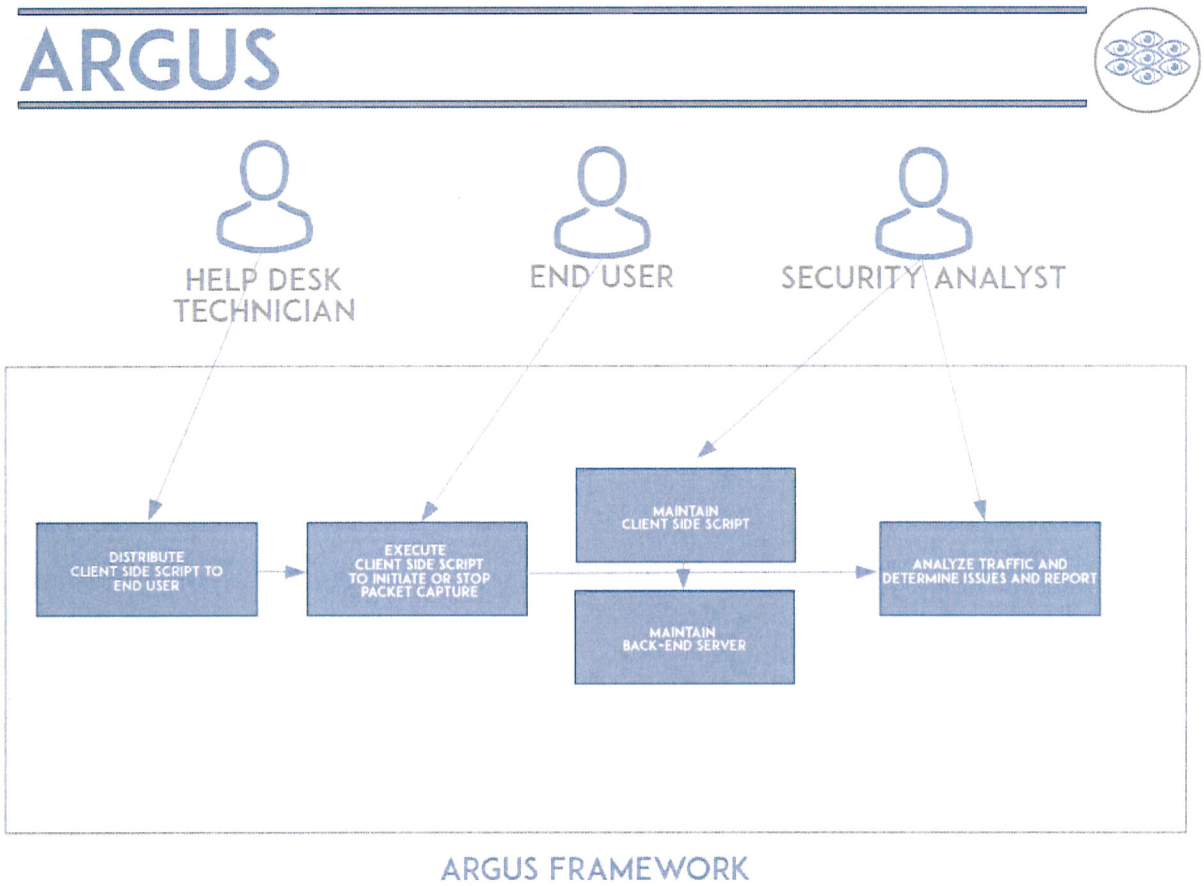 ARGUS
HELP DESK
TECHNICIAN
END USER
SECURITY ANALYST
DISTRIBUTE
CLIENT SIDE SCRIPT TO
END USER
EXECUTE
CLIENT SIDE SCRIPT
TO INITIATE OR STOP
PACKET CAPTURE
MAINTAIN
CLIENT SIDE SCRIPT
MAINTAIN
BACK-END SERVER
ANALYZE TRAFFIC AND
DETERMINE ISSUES AND REPORT
ARGUS FRAMEWORK